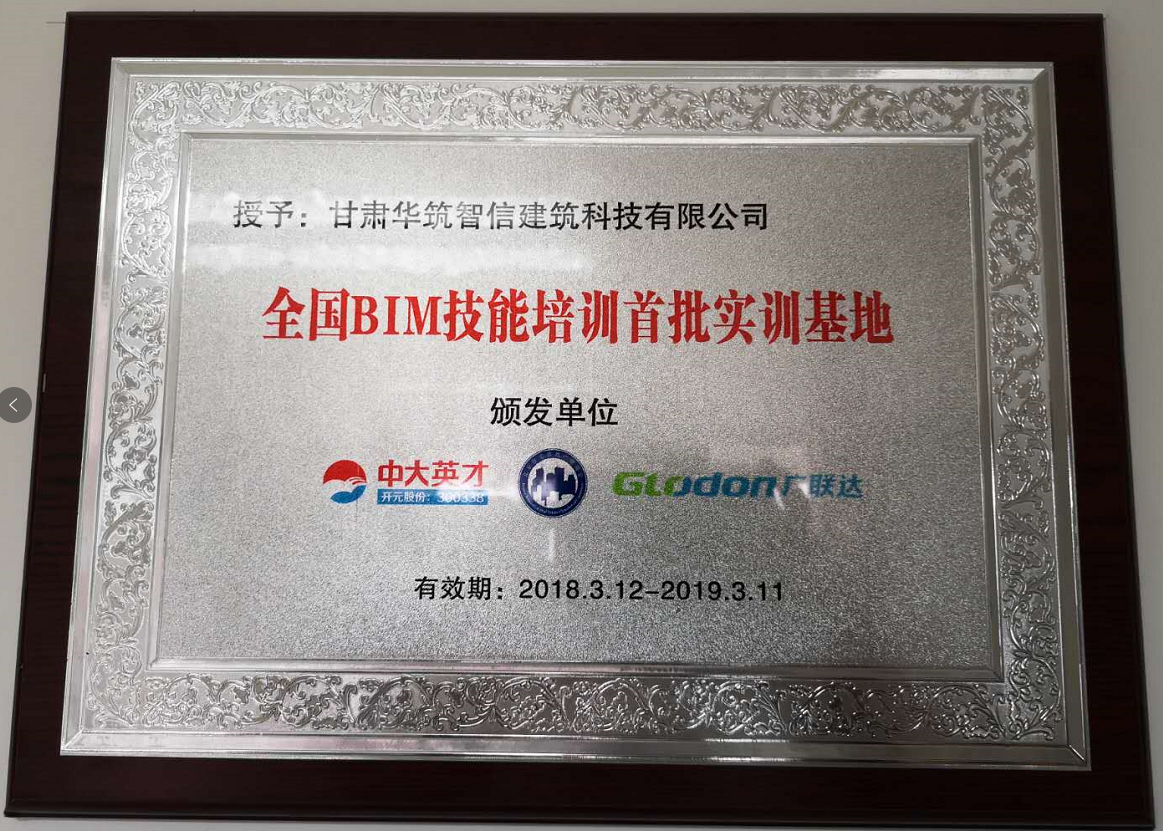 授予：甘肃华筑智信建筑科技有限公司
全国BIM技能培训首批实训基地
颁发单位
中大英才
开元股份：300338
Glodon广联达
有效期：2018.3.12-2019.3.11